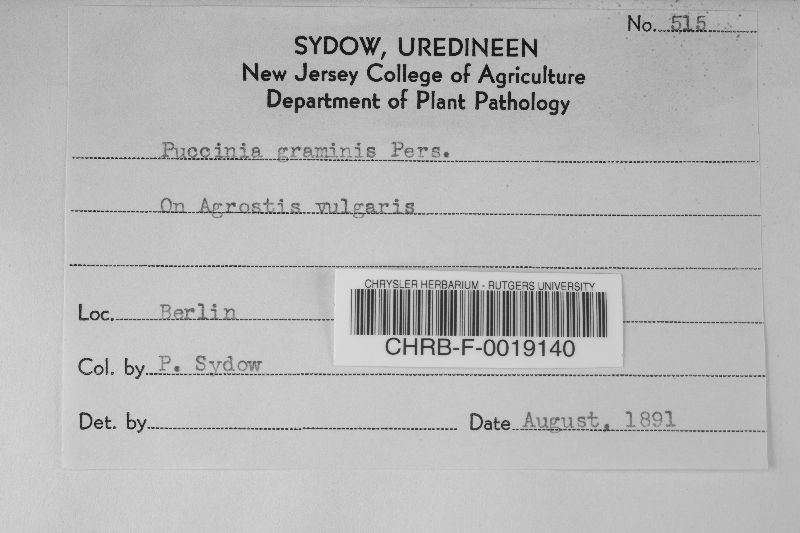 No. 515
SYDOW, UREDINEEN
New Jersey College of Agriculture
Department of Plant Pathology
Puccinia graminis Pers.
On Agrostis vulgaris
CHRYSLER HERBARIUM - RUTGERS UNIVERSITY
Loc. Berlin
CHRB-F-0019140
Col. by P. Sydow
Det. by
Date August, 1891